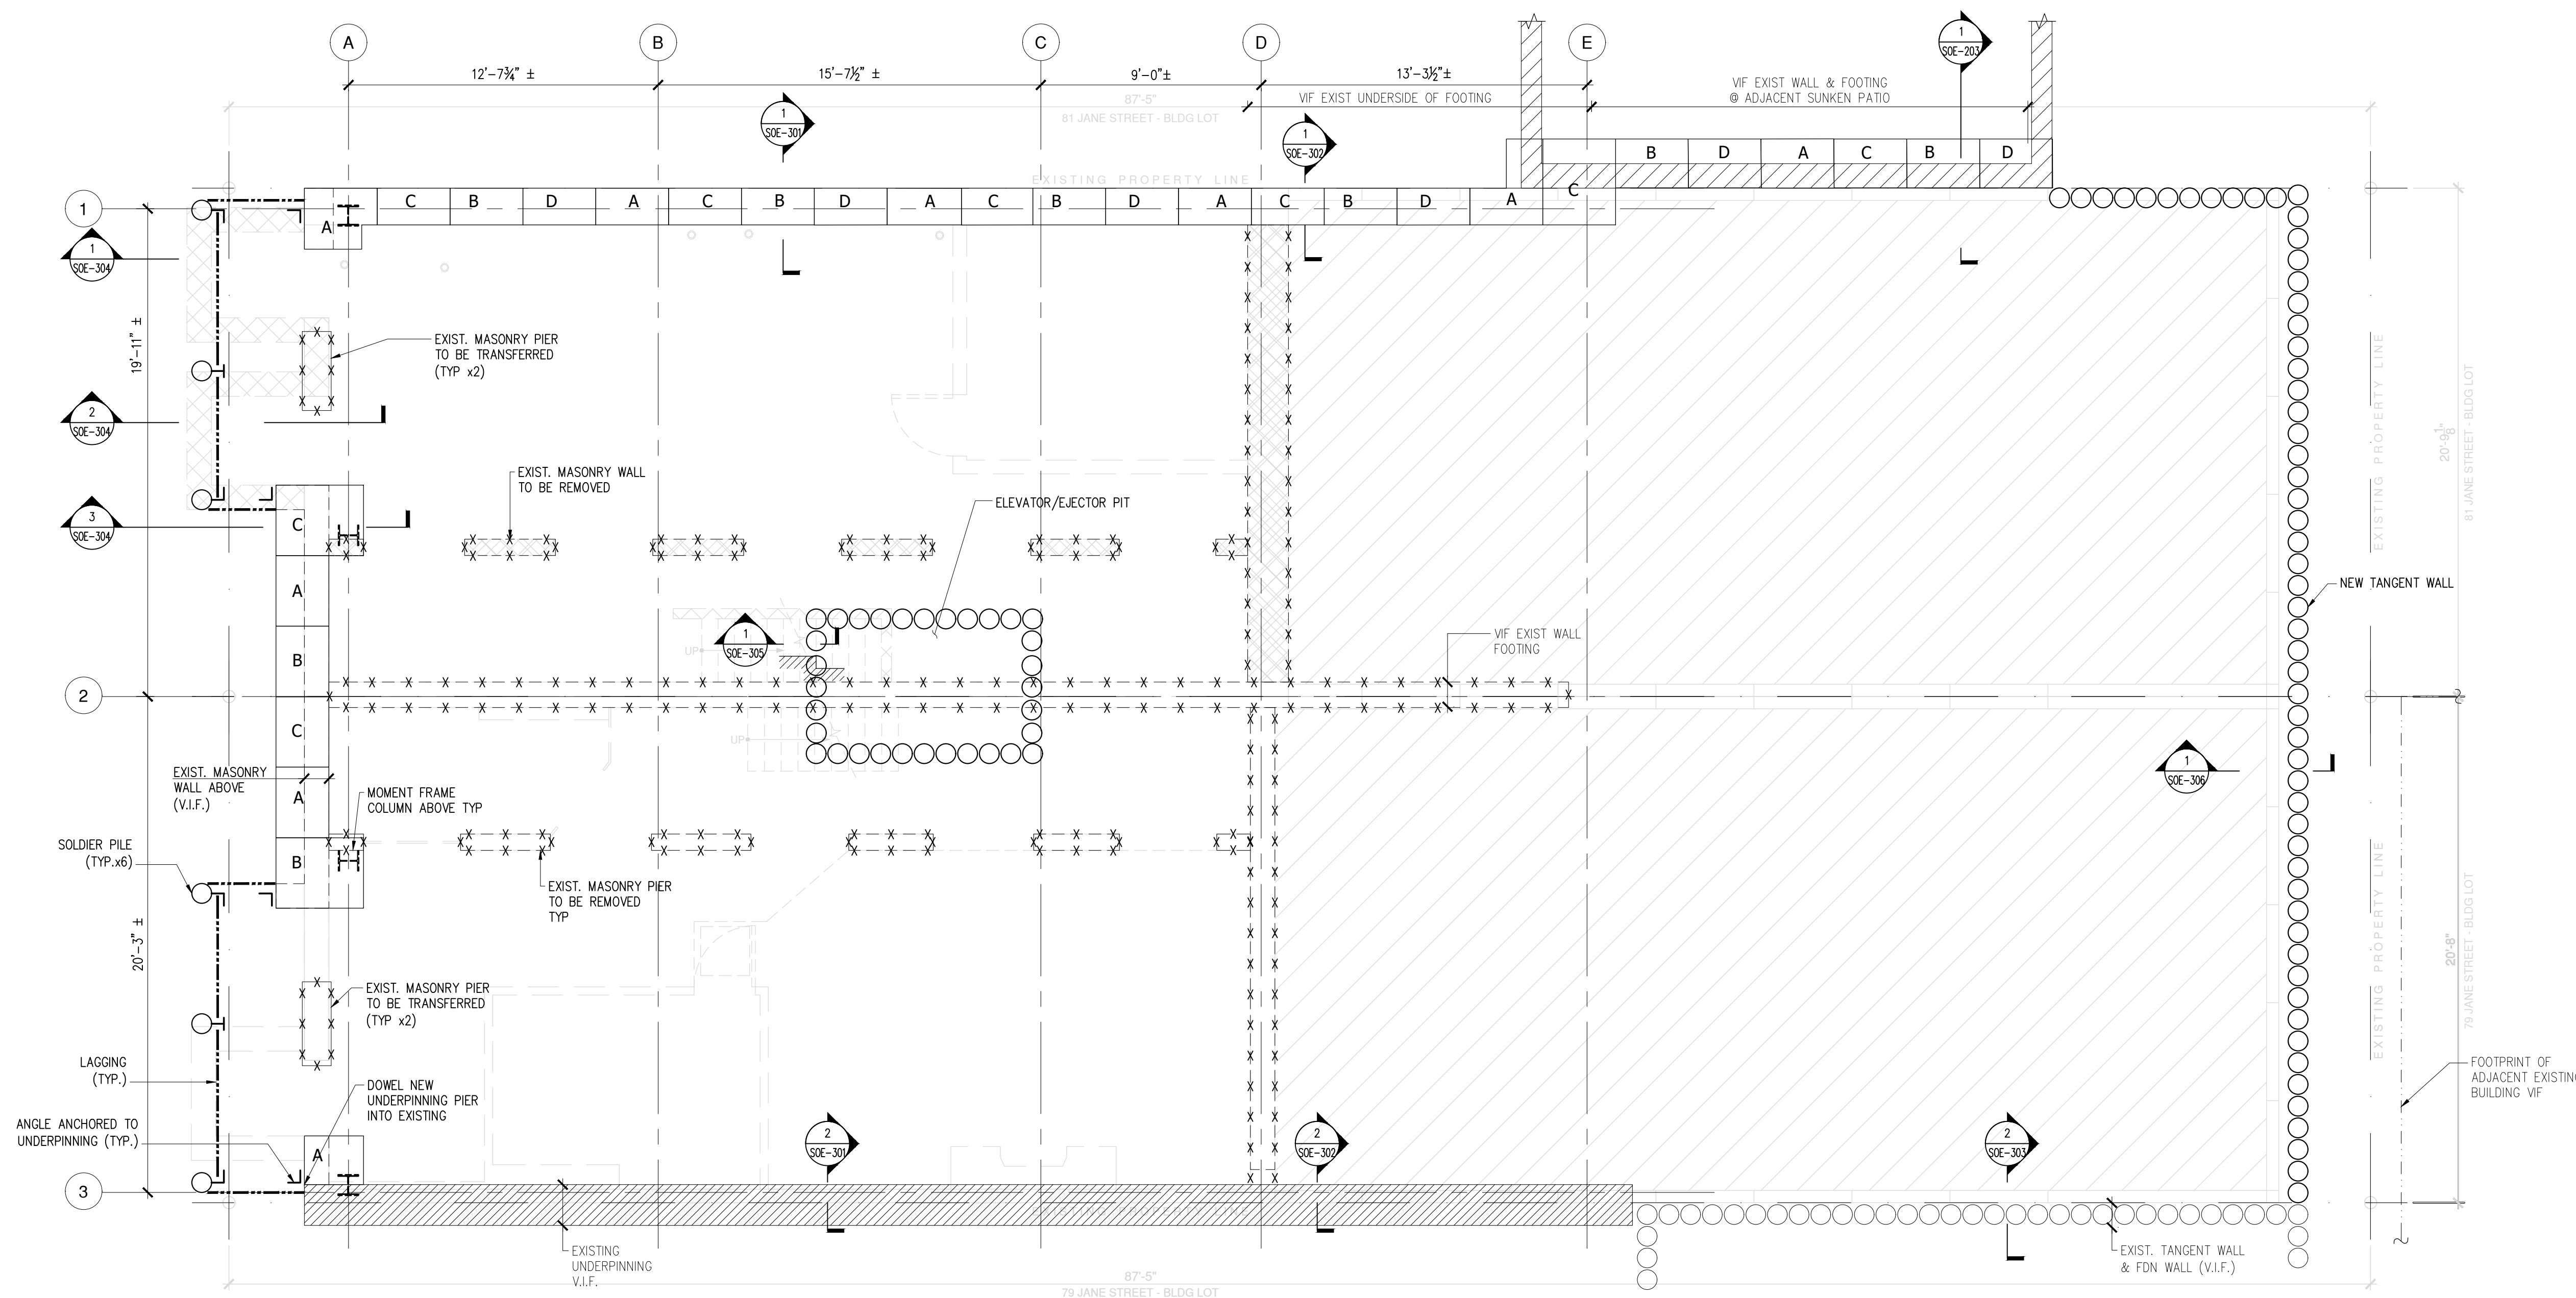 A
B
C
D
E
12'-7¾" ±
15'-7½" ±
9'-0"±
13'-3½"±
87'-5"
81 JANE STREET - BLDG LOT
VIF EXIST UNDERSIDE OF FOOTING
VIF EXIST WALL & FOOTING
@ ADJACENT SUNKEN PATIO
1
SOE-301
1
SOE-302
1
SOE-203
EXISTING PROPERTY LINE
B
D
A
C
B
D
1
A
C
B
D
A
C
B
D
A
C
B
D
A
C
B
D
A
C
1
SOE-304
19'-11" ±
EXIST. MASONRY PIER
TO BE TRANSFERRED
(TYP x2)
2
SOE-304
EXIST. MASONRY WALL
TO BE REMOVED
ELEVATOR/EJECTOR PIT
3
SOE-304
C
A
B
C
A
B
EXISTING PROPERTY LINE
20'-9⅛"
81 JANE STREET - BLDG LOT
NEW TANGENT WALL
1
SOE-305
UP
UP
VIF EXIST WALL
FOOTING
2
EXIST. MASONRY
WALL ABOVE
(V.I.F.)
MOMENT FRAME
COLUMN ABOVE TYP
1
SOE-306
SOLDIER PILE
(TYP.x6)
EXIST. MASONRY PIER
TO BE REMOVED
TYP
20'-3" ±
EXISTING PROPERTY LINE
20'-8"
79 JANE STREET - BLDG LOT
EXIST. MASONRY PIER
TO BE TRANSFERRED
(TYP x2)
LAGGING
(TYP.)
DOWEL NEW
UNDERPINNING PIER
INTO EXISTING
ANGLE ANCHORED TO
UNDERPINNING (TYP.)
FOOTPRINT OF
ADJACENT EXISTING
BUILDING VIF
A
2
SOE-301
2
SOE-302
2
SOE-303
3
EXISTING PROPERTY LINE
EXISTING
UNDERPINNING
V.I.F.
EXIST. TANGENT WALL
& FDN WALL (V.I.F.)
87'-5"
79 JANE STREET - BLDG LOT